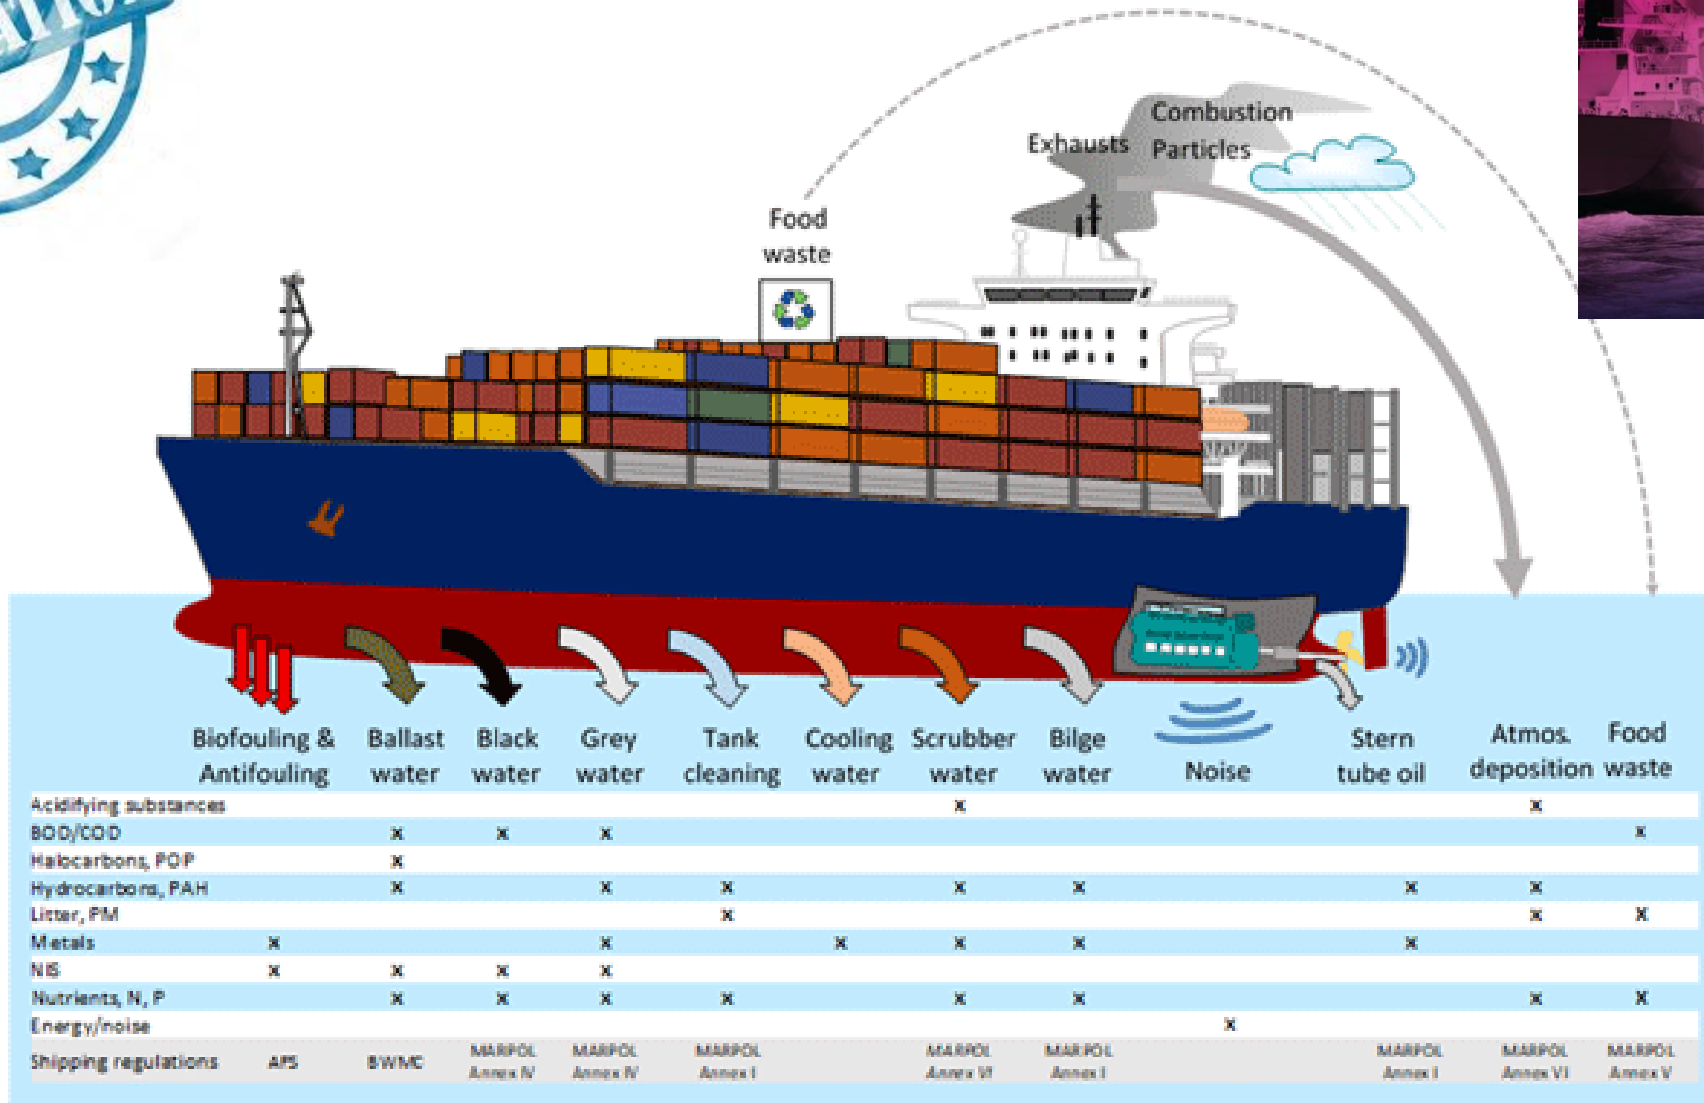 Combustion
Exhausts Particles
Food
waste
Biofouling & Ballast Black Grey Tank Cooling Scrubber Bilge Stern Atmos. Food
Antifouling water water water cleaning water water water Noise tube oil deposition waste
Acidifying substances x x
BOD/COD x x x x
Halocarbons, POP x
Hydrocarbons, PAH x x x x x x x
Litter, PM x x x
Metals x x x x x x
NIS x x x x
Nutrients, N, P x x x x x x x x
Energy/noise x
MARPOL MARPOL MARPOL MARPOL MARPOL MARPOL MARPOL MARPOL
Shipping regulations AFS BWMC Annex IV Annex IV Annex I Annex VI Annex I Annex I Annex VI Annex V